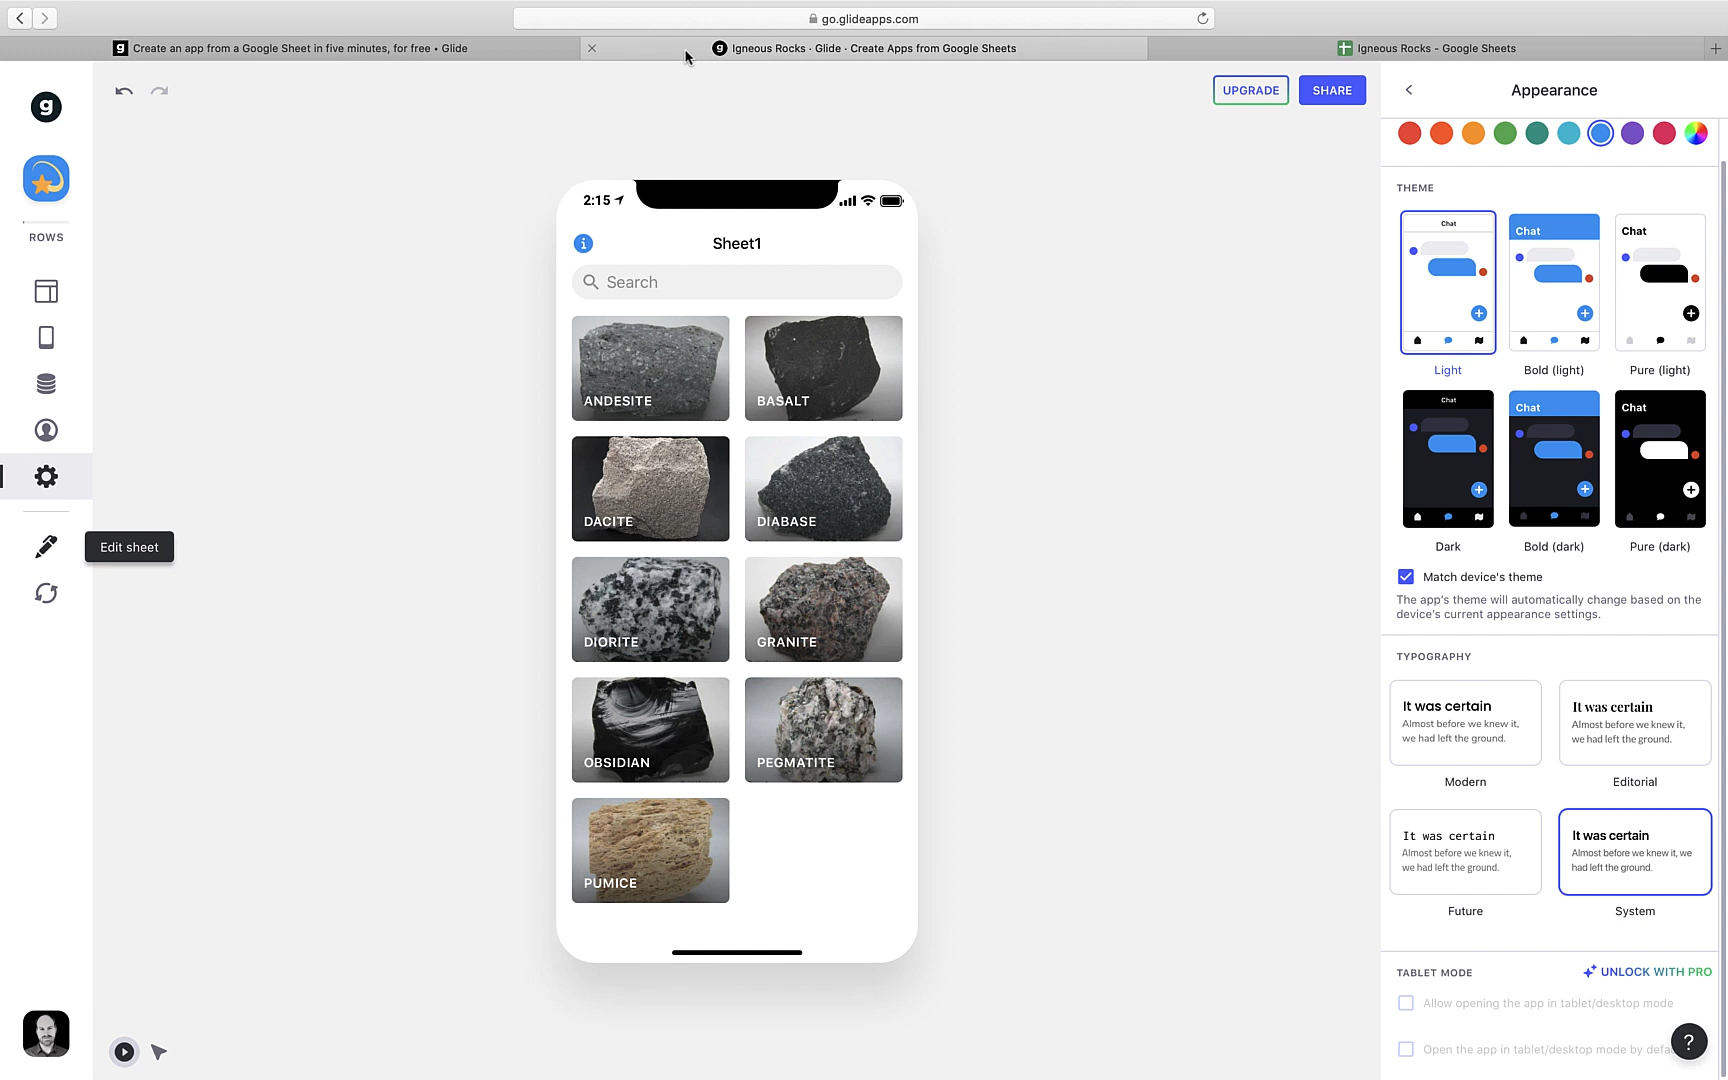 go.glideapps.com
Create an app from a Google Sheet in five minutes, for free • Glide
Igneous Rocks · Glide · Create Apps from Google Sheets
Igneous Rocks - Google Sheets
g
ROWS
Edit sheet
UPGRADE
SHARE
2:15
Sheet1
Search
ANDESITE
BASALT
DACITE
DIABASE
DIORITE
GRANITE
OBSIDIAN
PEGMATITE
PUMICE
Appearance
THEME
Chat
Chat
Chat
Light
Bold (light)
Pure (light)
Chat
Chat
Chat
Dark
Bold (dark)
Pure (dark)
Match device's theme
The app's theme will automatically change based on the
device's current appearance settings.
TYPOGRAPHY
It was certain
Almost before we knew it,
we had left the ground.
Modern
It was certain
Almost before we knew it,
we had left the ground.
Editorial
It was certain
Almost before we knew it,
we had left the ground.
Future
It was certain
Almost before we knew it, we
had left the ground.
System
TABLET MODE
UNLOCK WITH PRO
Allow opening the app in tablet/desktop mode
Open the app in tablet/desktop mode by
?